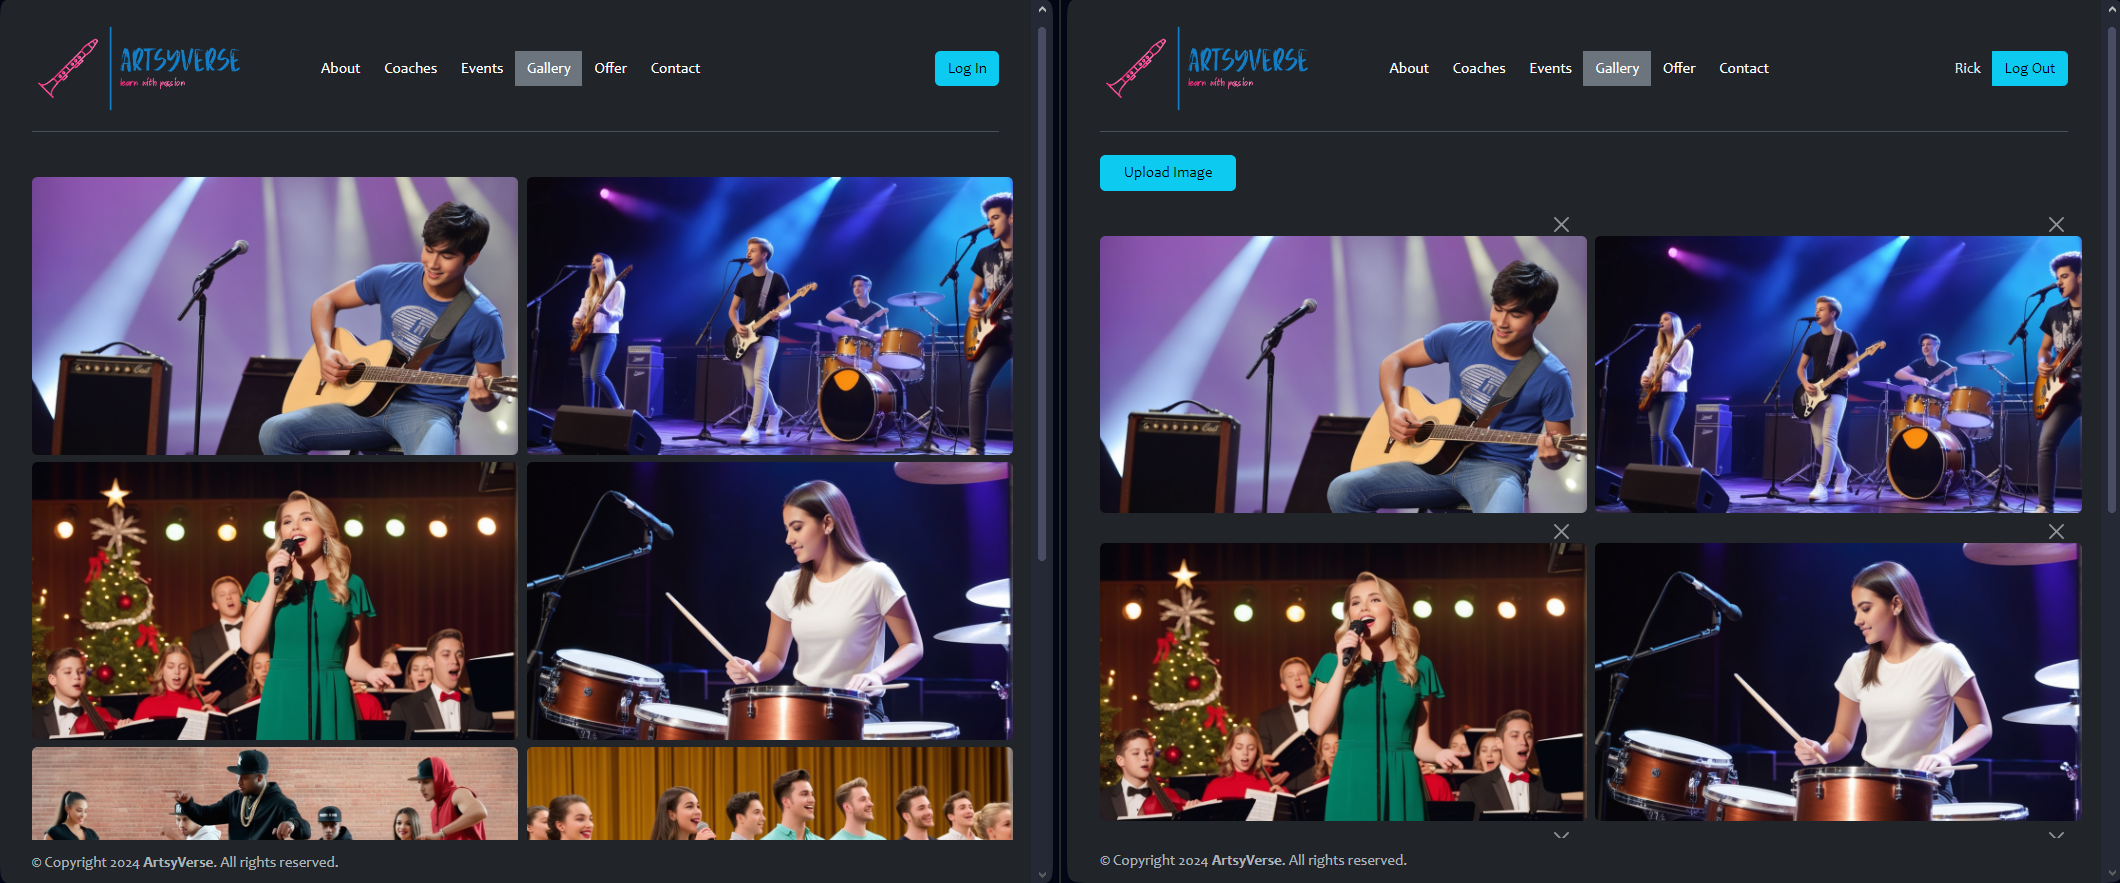 ARTSYVERSE
learn with passion
About Coaches Events Gallery Offer Contact
Log In
© Copyright 2024 ArtsyVerse. All rights reserved.
ARTSYVERSE
learn with passion
About Coaches Events Gallery Offer Contact
Rick Log Out
Upload Image
© Copyright 2024 ArtsyVerse. All rights reserved.